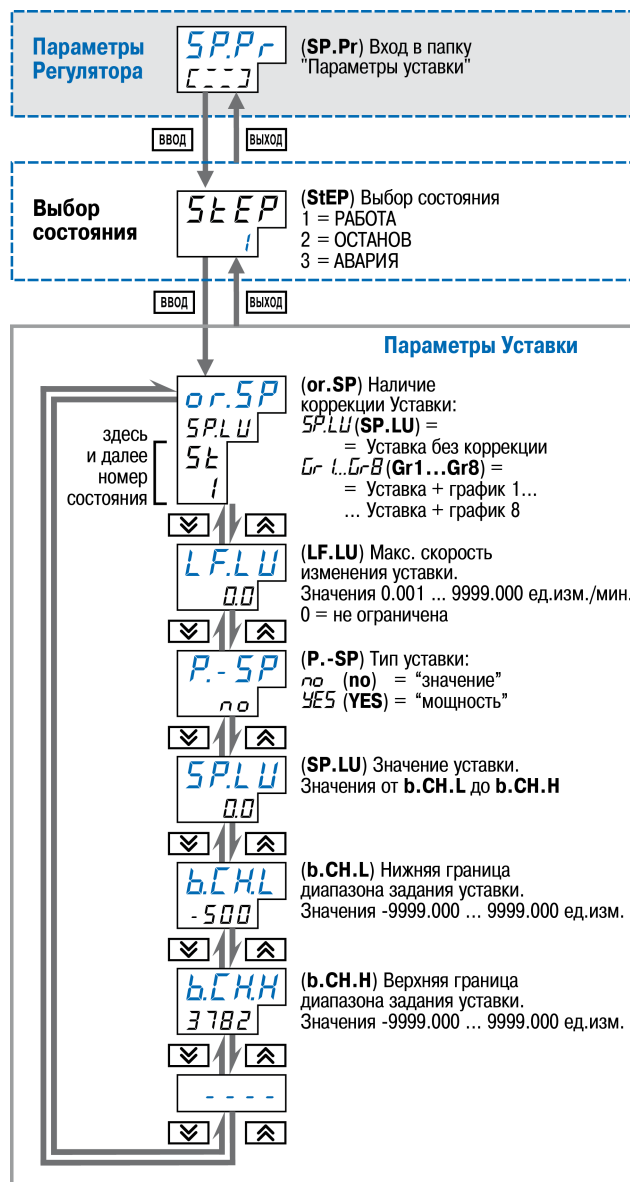 Параметры
Регулятора
SP.Pr
[---]
(SP.Pr) Вход в папку
"Параметры уставки"
ВВОД
ВЫХОД
Выбор
состояния
StEP
1
(StEP) Выбор состояния
1 = РАБОТА
2 = ОСТАНОВ
3 = АВАРИЯ
ВВОД
ВЫХОД
Параметры Уставки
or.SP
SP.LU
St
1
здесь
и далее
номер
состояния
(or.SP) Наличие
коррекции Уставки:
SP.LU (SP.LU) =
= Уставка без коррекции
Gr1...Gr8 (Gr1...Gr8) =
= Уставка + график 1...
... Уставка + график 8
LF.LU
0.0
(LF.LU) Макс. скорость
изменения уставки.
Значения 0.001 ... 9999.000 ед.изм./мин.
0 = не ограничена
P.-SP
no
(P.-SP) Тип уставки:
no (no) = “значение”
YES (YES) = “мощность”
SP.LU
0.0
(SP.LU) Значение уставки.
Значения от b.CH.L до b.CH.H
b.CH.L
-500
(b.CH.L) Нижняя граница
диапазона задания уставки.
Значения -9999.000 ... 9999.000 ед.изм.
b.CH.H
3782
(b.CH.H) Верхняя граница
диапазона задания уставки.
Значения -9999.000 ... 9999.000 ед.изм.
- - - -